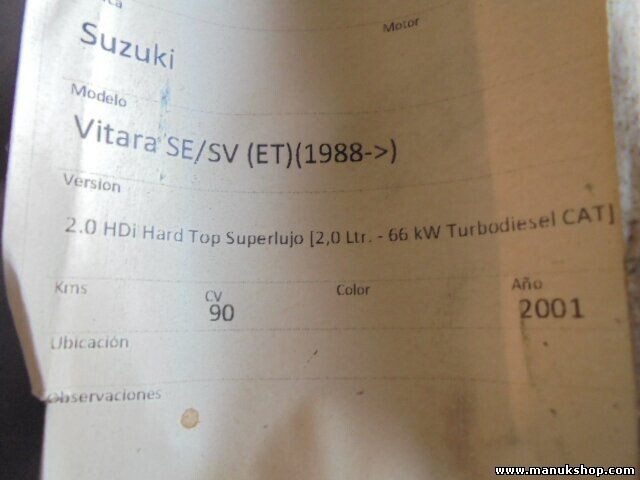 Motor
Suzuki
Modelo
Vitara SE/SV (ET)(1988->)
Version
2.0 HDi Hard Top Superlujo [2,0 Ltr. - 66 kW Turbodiesel CAT]
Kms CV Color Año
90 2001
Ubicación
Observaciones
www.manukshop.com